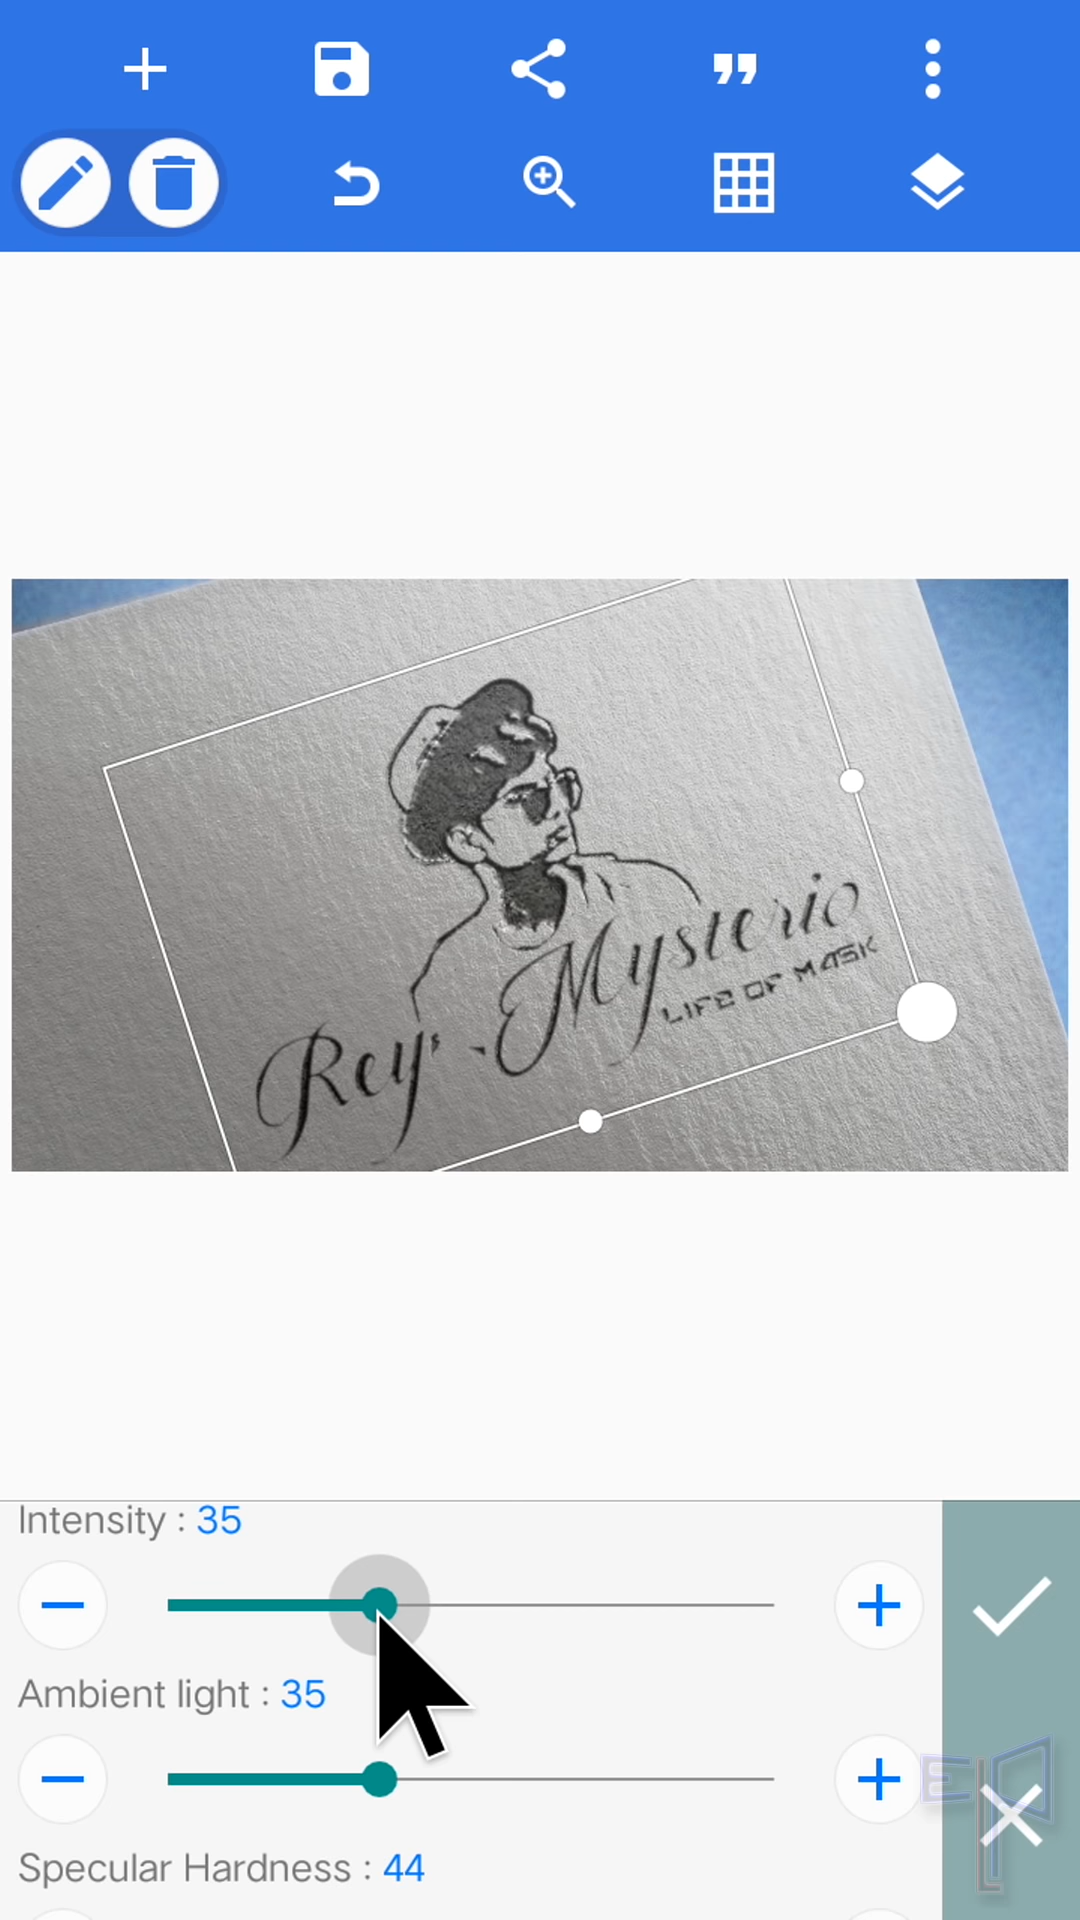 Rey's Mysterio
LIFE OF MASK
Intensity : 35
Ambient light : 35
Specular Hardness : 44